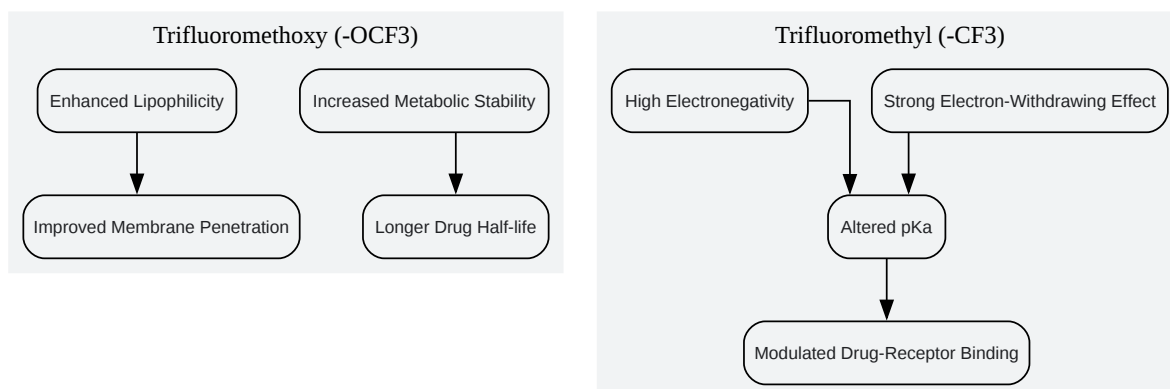 Trifluoromethoxy (-OCF3)
Enhanced Lipophilicity
Increased Metabolic Stability
Improved Membrane Penetration
Longer Drug Half-life
Trifluoromethyl (-CF3)
High Electronegativity
Strong Electron-Withdrawing Effect
Altered pKa
Modulated Drug-Receptor Binding